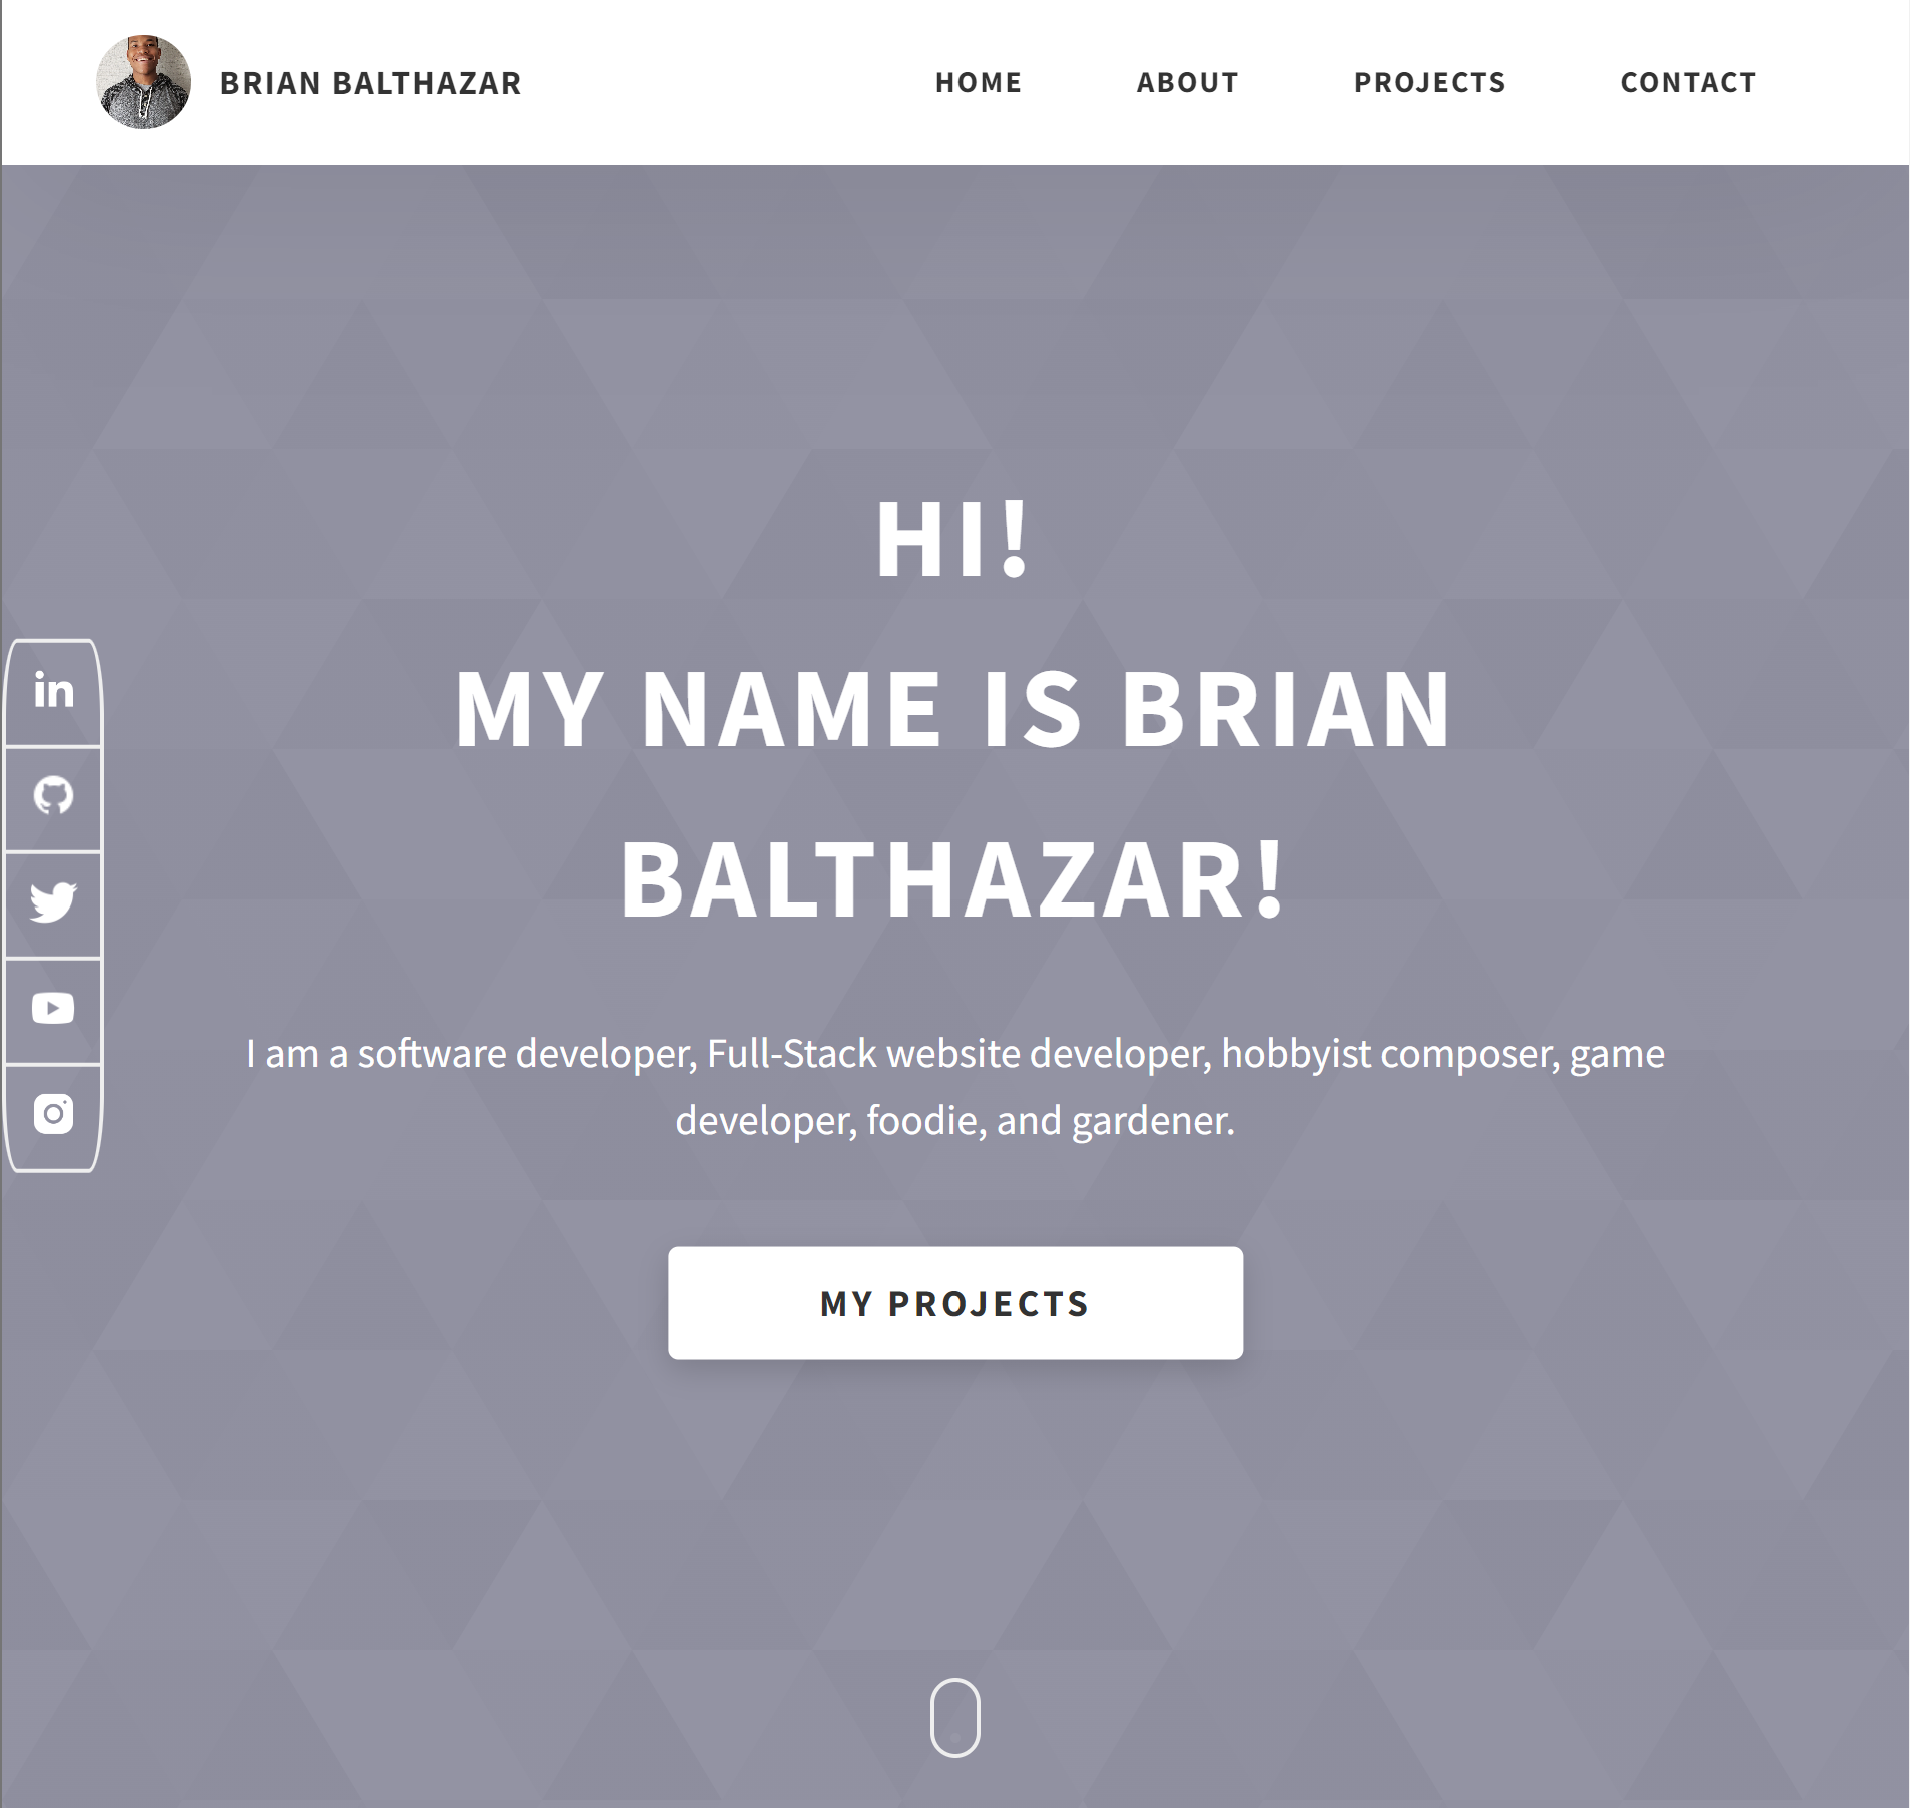 BRIAN BALTHAZAR
HOME
ABOUT
PROJECTS
CONTACT
HI!
MY NAME IS BRIAN
BALTHAZAR!
in
I am a software developer, Full-Stack website developer, hobbyist composer, game
developer, foodie, and gardener.
MY PROJECTS